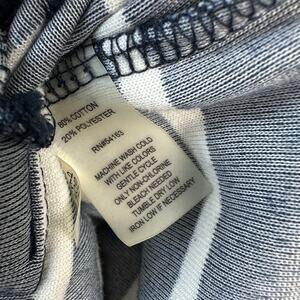 80% COTTON
20% POLYESTER
RN#54163
MACHINE WASH COLD
WITH LIKE COLORS
GENTLE CYCLE
ONLY NON-CHLORINE
BLEACH NEEDED
TUMBLE DRY LOW
IRON LOW IF NECESSARY